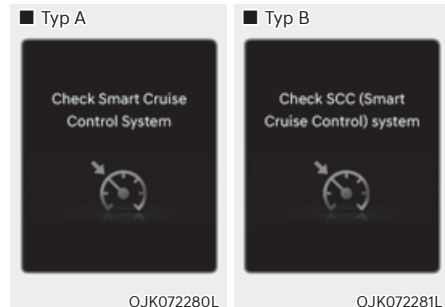 ■ Typ A
Check Smart Cruise
Control System
OJK072280L
■ Typ B
Check SCC (Smart
Cruise Control) system
OJK072281L